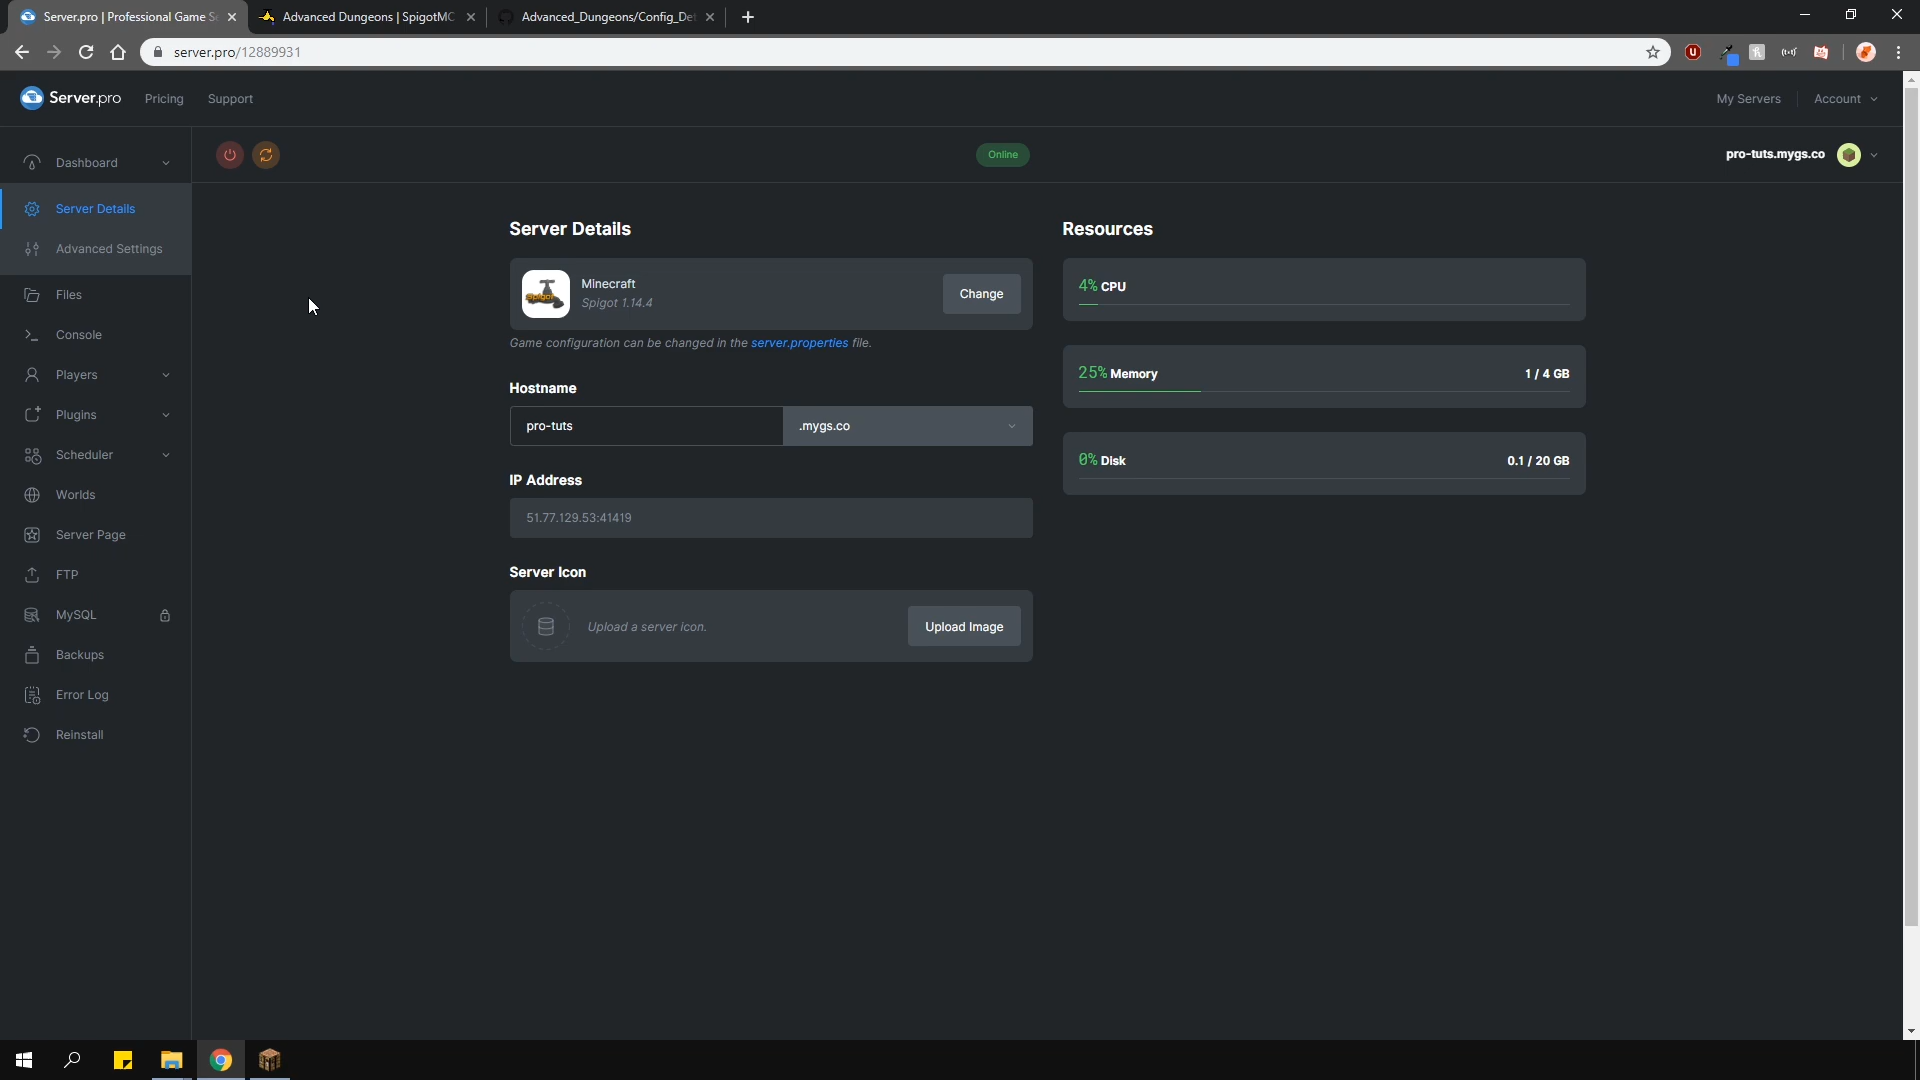 Server.pro | Professional Game S
Advanced Dungeons | SpigotMC
Advanced_Dungeons/Config_De
server.pro/12889931
Server.pro
Pricing
Support
My Servers
Account
Dashboard
Online
pro-tuts.mygs.co
Server Details
Advanced Settings
Files
Console
Players
Plugins
Scheduler
Worlds
Server Page
FTP
MySQL
Backups
Error Log
Reinstall
Server Details
Minecraft
Spigot 1.14.4
Change
Game configuration can be changed in the server.properties file.
Hostname
pro-tuts
.mygs.co
IP Address
51.77.129.53:41419
Server Icon
Upload a server icon.
Upload Image
Resources
4% CPU
25% Memory
1 / 4 GB
0% Disk
0.1 / 20 GB